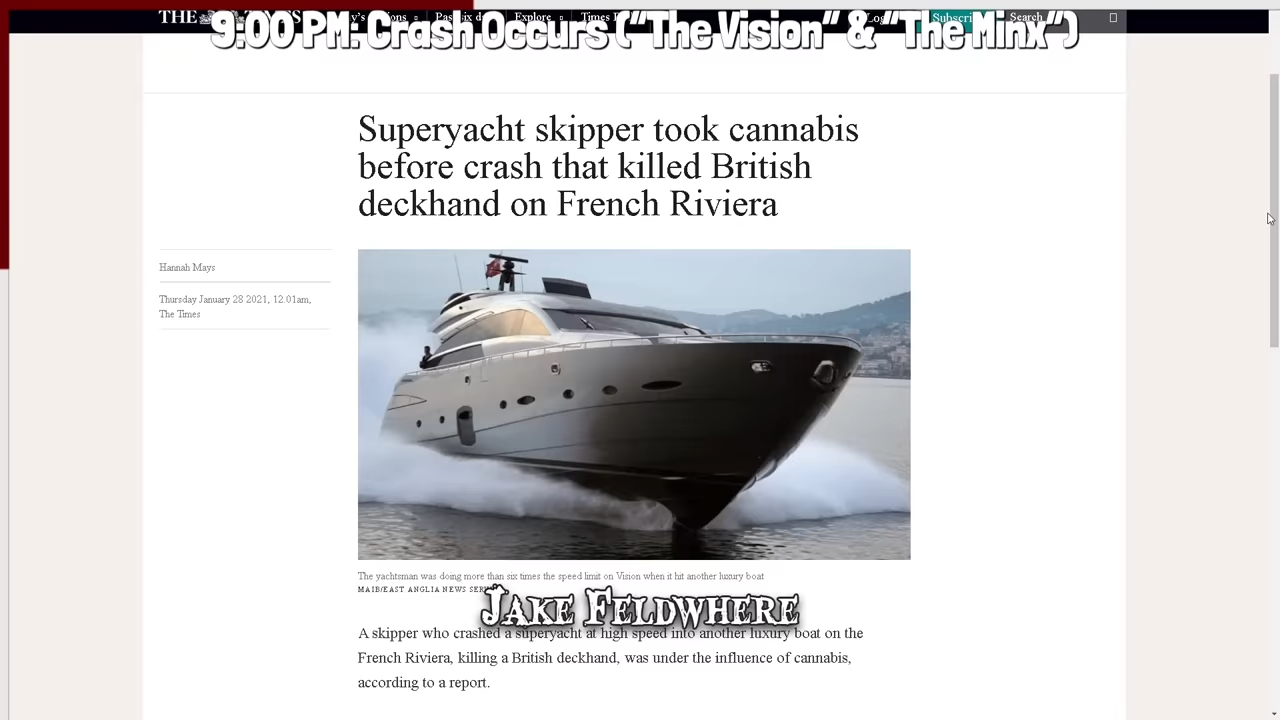 THE
9:00 PM: Crash Occurs ("The Vision" & "The Minx")
Explore
Search
Superyacht skipper took cannabis
before crash that killed British
deckhand on French Riviera
Hannah Mays
Thursday January 28 2021, 12.01am,
The Times
The yachtsman was doing more than six times the speed limit on Vision when it hit another luxury boat
MAIB/EAST ANGLIA NEWS
Jake Feldwhere
A skipper who crashed a superyacht at high speed into another luxury boat on the
French Riviera, killing a British deckhand, was under the influence of cannabis,
according to a report.